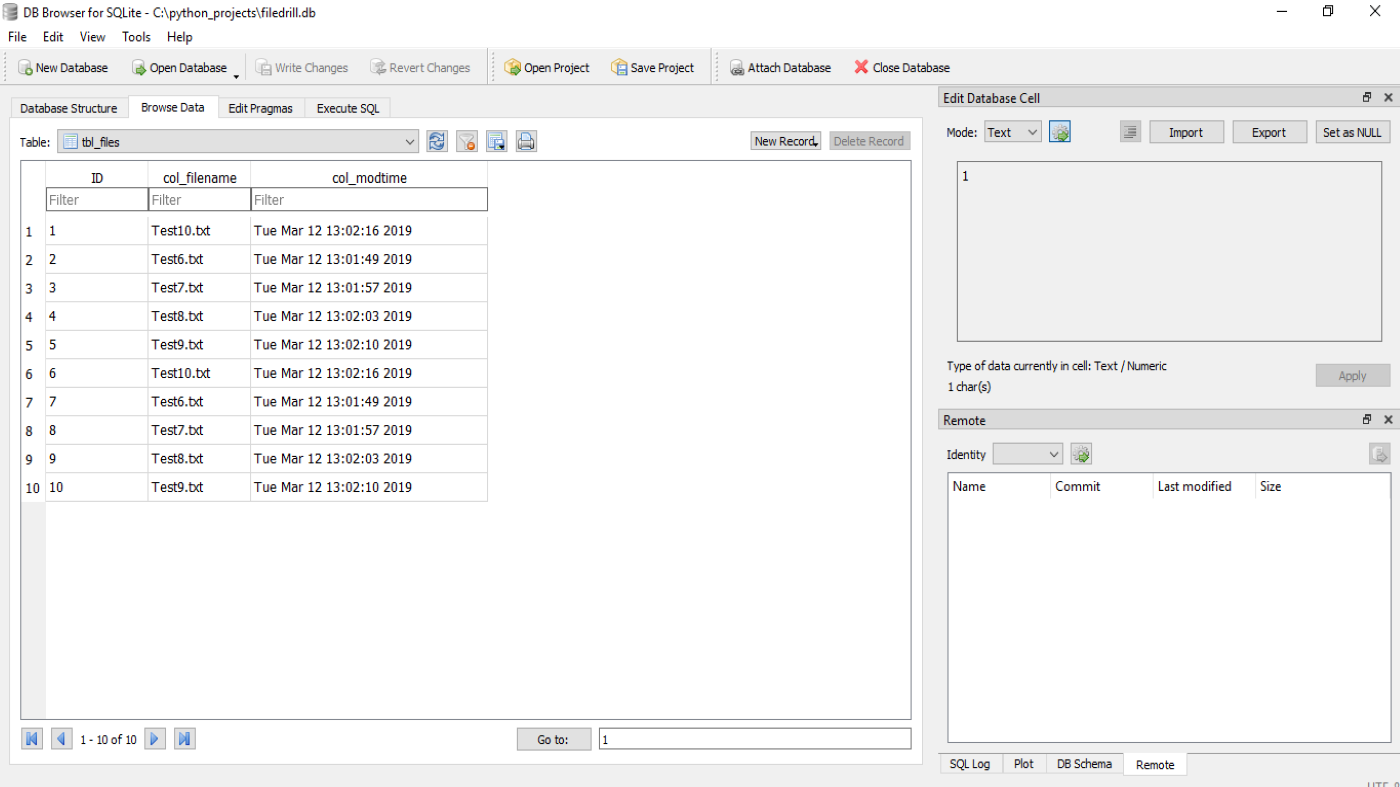 DB Browser for SQLite - C:\python_projects\filedrill.db
File Edit View Tools Help
New Database Open Database Write Changes Revert Changes Open Project Save Project Attach Database Close Database
Database Structure Browse Data Edit Pragmas Execute SQL
Table: tbl_files New Record Delete Record
ID col_filename col_modtime
Filter Filter Filter
1 1 Test10.txt Tue Mar 12 13:02:16 2019
2 2 Test6.txt Tue Mar 12 13:01:49 2019
3 3 Test7.txt Tue Mar 12 13:01:57 2019
4 4 Test8.txt Tue Mar 12 13:02:03 2019
5 5 Test9.txt Tue Mar 12 13:02:10 2019
6 6 Test10.txt Tue Mar 12 13:02:16 2019
7 7 Test6.txt Tue Mar 12 13:01:49 2019
8 8 Test7.txt Tue Mar 12 13:01:57 2019
9 9 Test8.txt Tue Mar 12 13:02:03 2019
10 10 Test9.txt Tue Mar 12 13:02:10 2019
1 - 10 of 10 Go to: 1
Edit Database Cell
Mode: Text Import Export Set as NULL
1
Type of data currently in cell: Text / Numeric
1 char(s)
Apply
Remote
Identity
Name Commit Last modified Size
SQL Log Plot DB Schema Remote